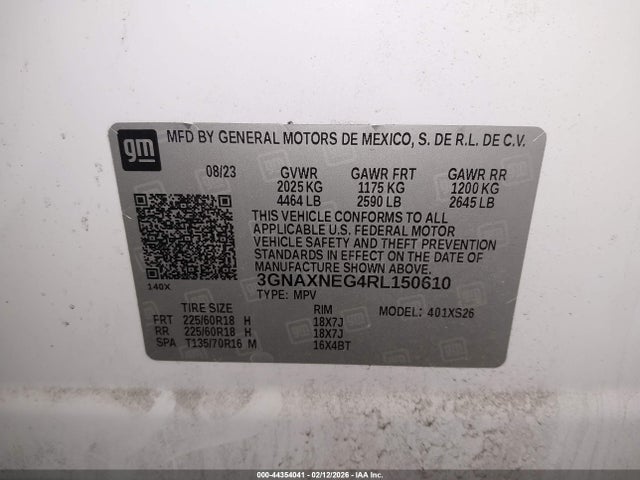 gm
MFD BY GENERAL MOTORS DE MEXICO, S. DE R.L. DE C.V.
08/23 GVWR GAWR FRT GAWR RR
2025 KG 1175 KG 1200 KG
4464 LB 2590 LB 2645 LB
THIS VEHICLE CONFORMS TO ALL
APPLICABLE U.S. FEDERAL MOTOR
VEHICLE SAFETY AND THEFT PREVENTION
STANDARDS IN EFFECT ON THE DATE OF
MANUFACTURE SHOWN ABOVE.
140X 3GNAXNEG4RL150610
TYPE: MPV
TIRE SIZE RIM MODEL: 401XS26
FRT 225/60R18 H 18X7J
RR 225/60R18 H 18X7J
SPA T135/70R16 M 16X4BT
000-44354041 - 02/12/2026 - IAA Inc.